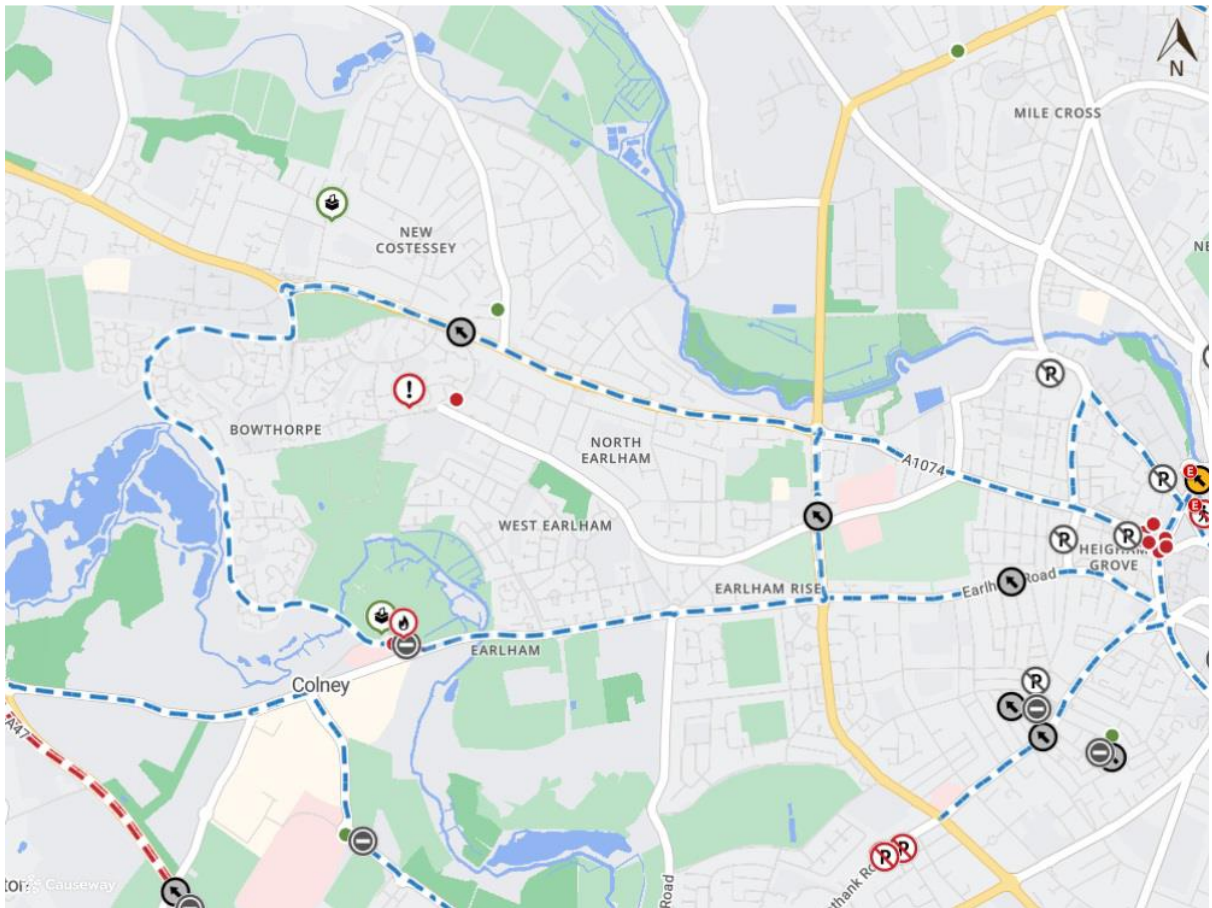 N
MILE CROSS
NEW
COSTESSEY
NE
BOWTHORPE
NORTH
EARLHAM
A1074
WEST EARLHAM
HEIGHAM
GROVE
EARLHAM RISE
Earlham Road
EARLHAM
Colney
A47
Road
Causeway